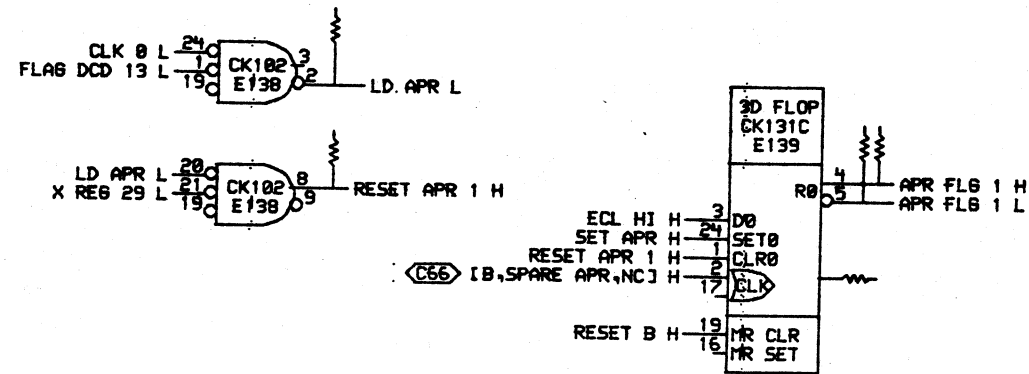 CLK 0 L 24 3
FLAG DCD 13 L 1 CK102 2 LD APR L
19 E138
LD APR L 20 8
X REG 29 L 21 CK102 9 RESET APR 1 H
19 E138
3D FLOP
CK131C
E139
R0 4 APR FLG 1 H
5 APR FLG 1 L
ECL HI H 3 D0
SET APR H 24 SET0
RESET APR 1 H 1 CLR0
C66 [B,SPARE APR,NC] H 2
17 CLK
RESET B H 19 MR CLR
16 MR SET